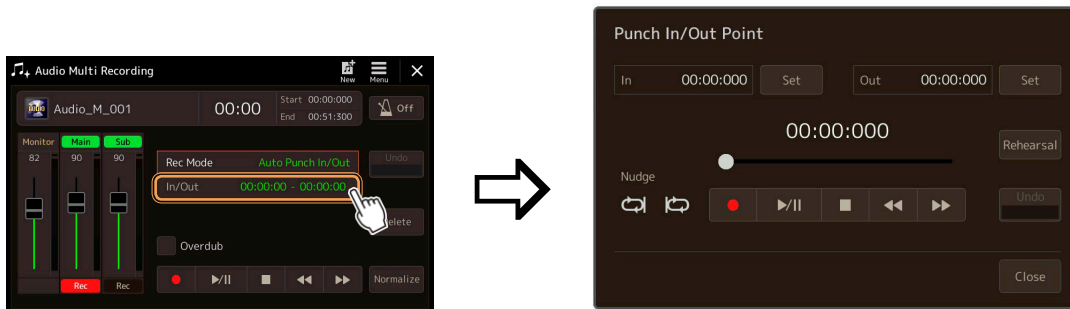 Audio Multi Recording
New
Menu
Audio_M_001
00:00
Start 00:00:000
End 00:51:300
Off
Monitor Main Sub
82 90 90
Rec Mode Auto Punch In/Out
In/Out 00:00:00 - 00:00:00
Undo
Delete
Overdub
Rec Rec
Normalize
Punch In/Out Point
In 00:00:000 Set
Out 00:00:000 Set
00:00:000
Rehearsal
Nudge
Undo
Close